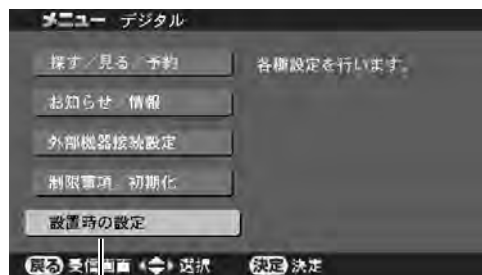 メニュー デジタル
探す／見る／予約
各種設定を行います。
お知らせ／情報
外部機器接続設定
制限事項／初期化
設置時の設定
戻る 受信画面 選択 決定 決定